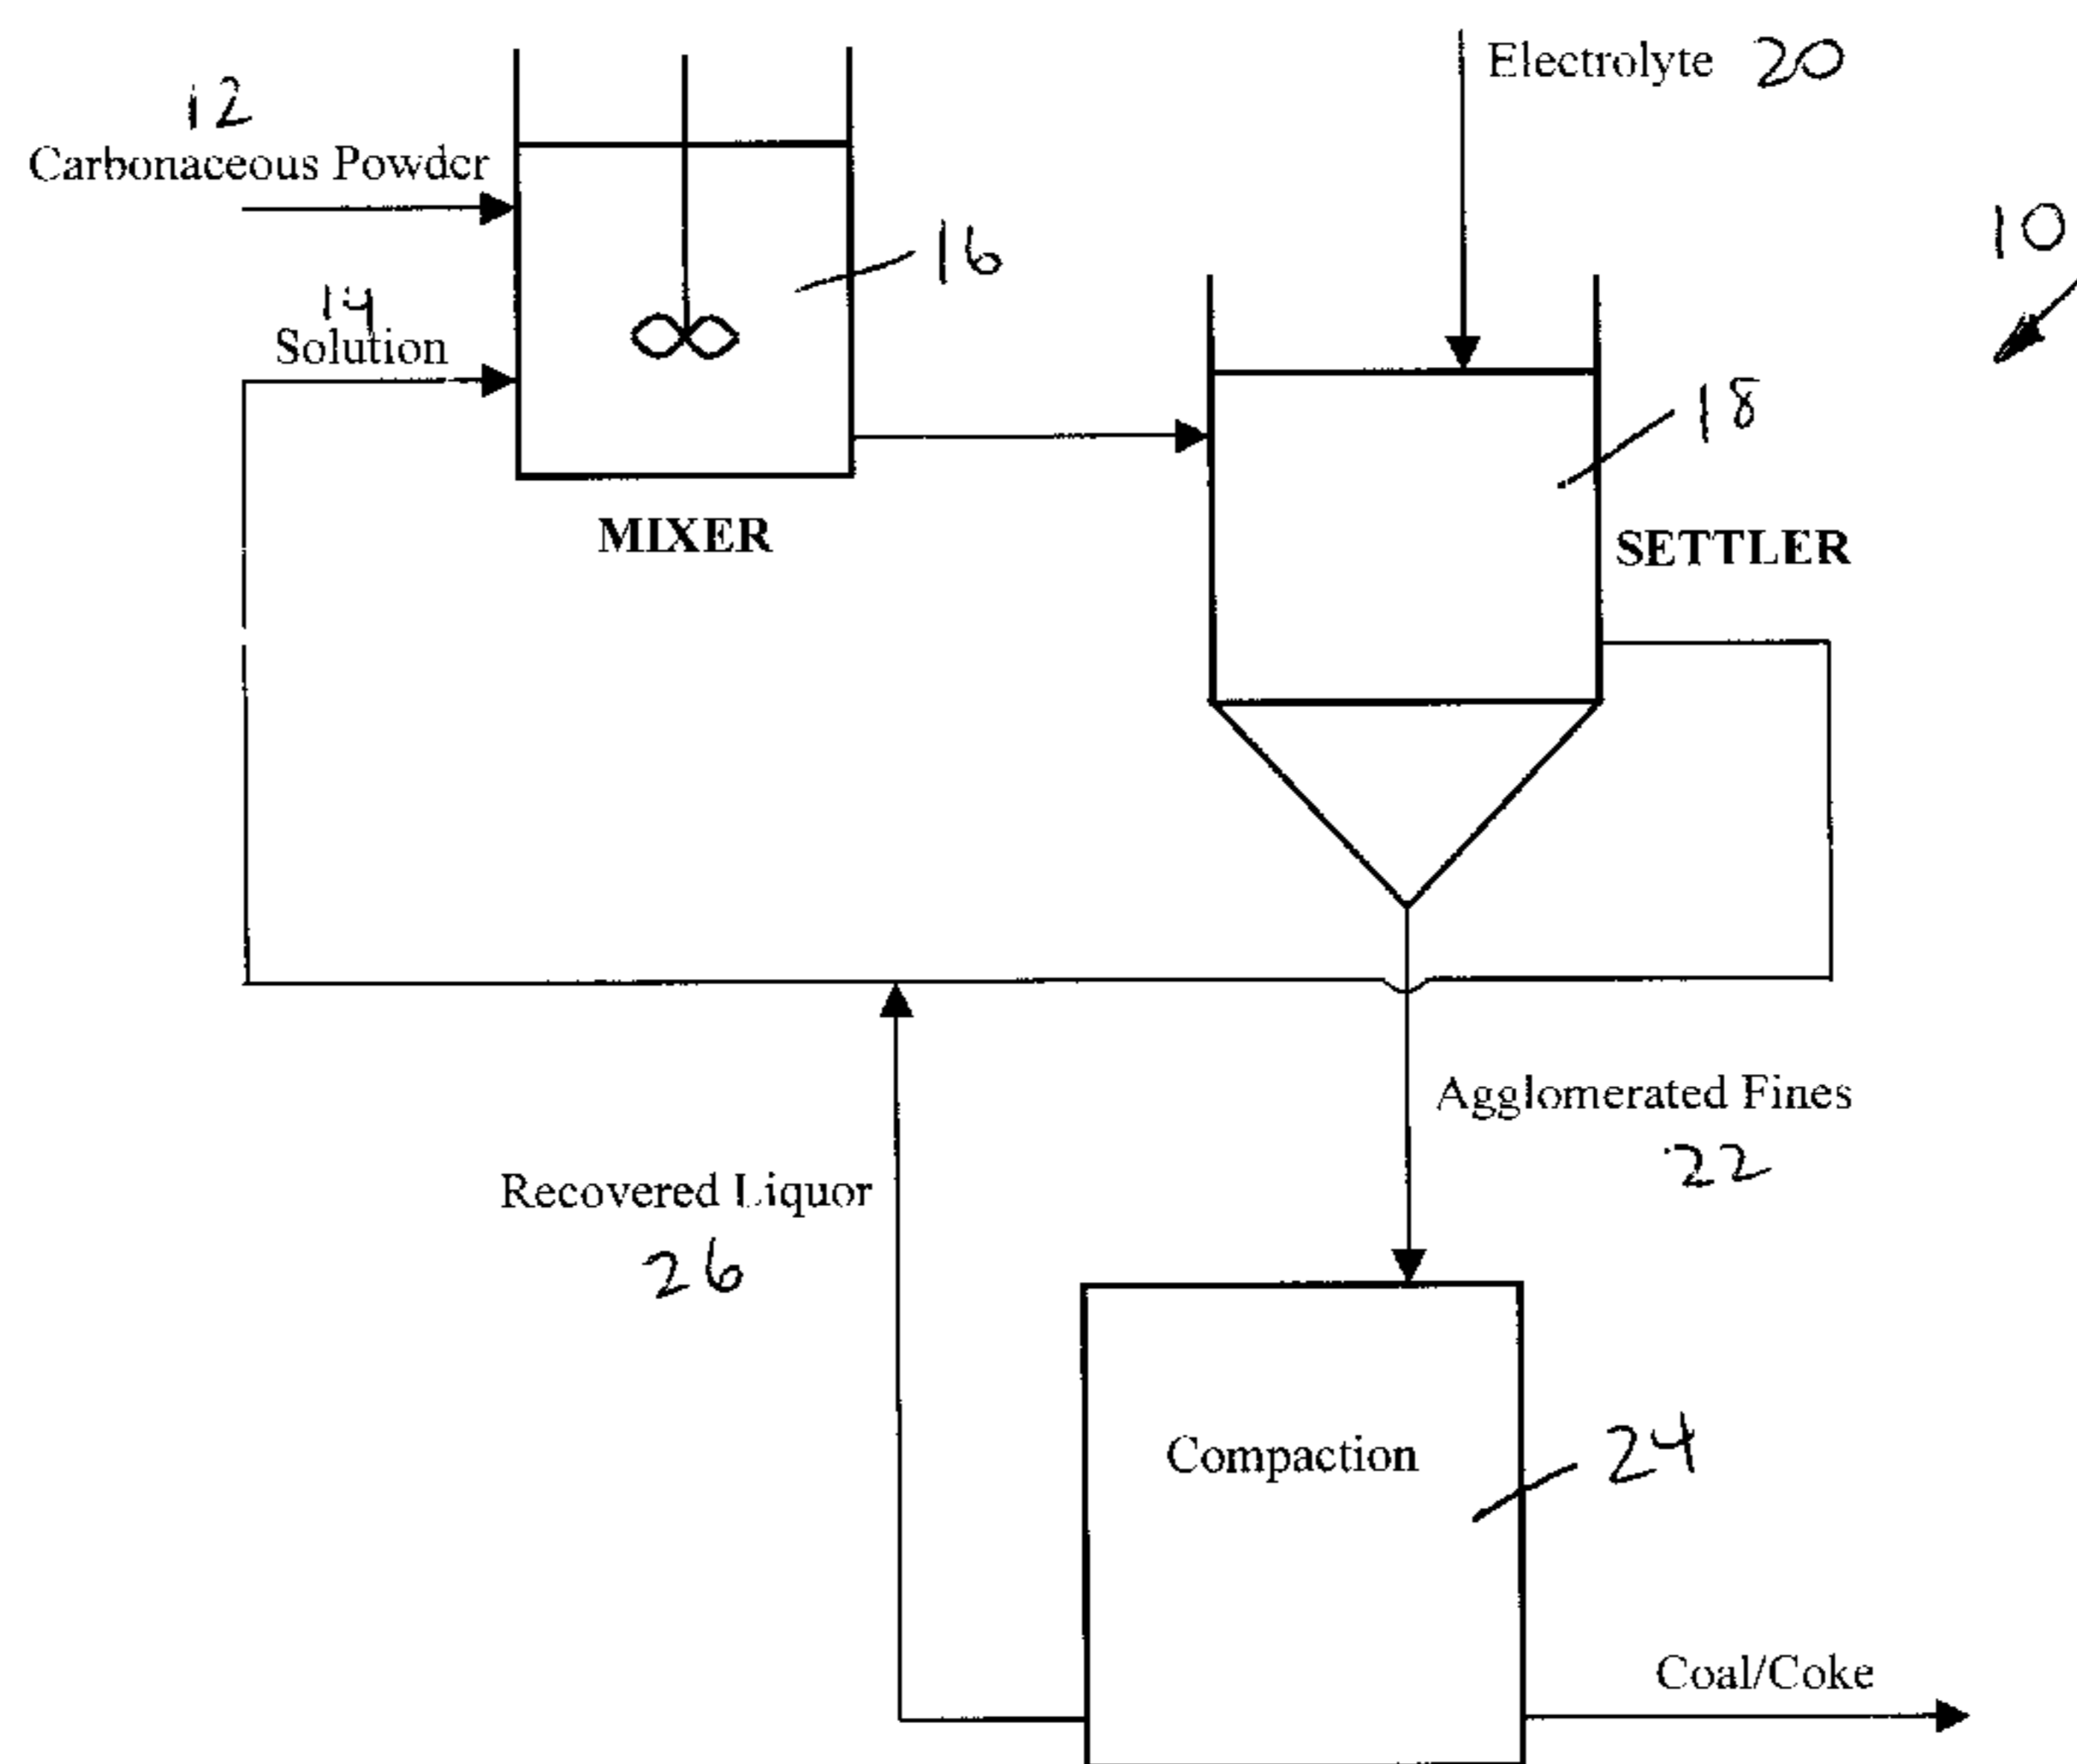 12
Carbonaceous Powder
14
Solution
16
MIXER
Electrolyte 20
10
18
SETTLER
Agglomerated Fines
22
Recovered Liquor
26
Compaction
24
Coal/Coke